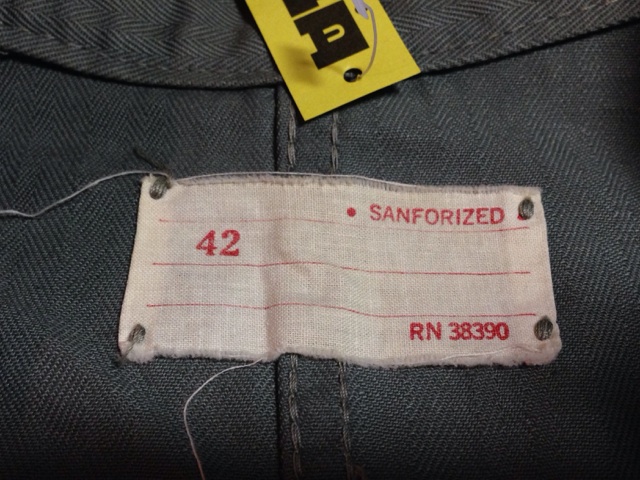 • SANFORIZED •
42
RN 38390